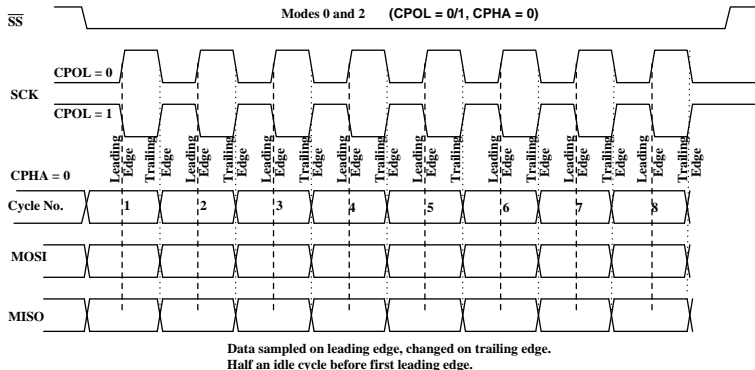 SS Modes 0 and 2 (CPOL = 0/1, CPHA = 0)
CPOL = 0
SCK
CPOL = 1
Leading Edge Trailing Edge Leading Edge Trailing Edge Leading Edge Trailing Edge Leading Edge Trailing Edge Leading Edge Trailing Leading Edge Trailing Edge Leading Edge Trailing Edge Leading Edge Trailing Edge
CPHA = 0
Cycle No. 1 2 3 4 5 6 7 8
MOSI
MISO
Data sampled on leading edge, changed on trailing edge.
Half an idle cycle before first leading edge.